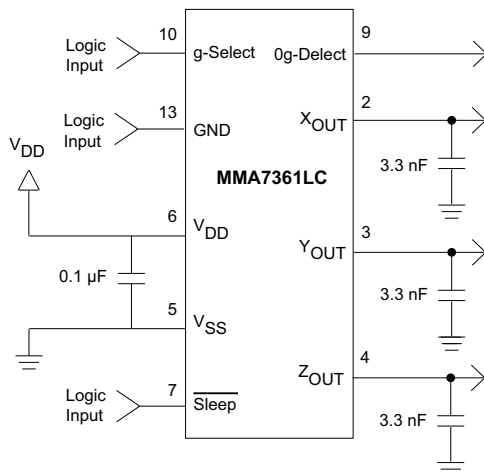 Logic
Input
10
g-Select
0g-Delect
9
Logic
Input
13
GND
2
XOUT
3.3 nF
VDD
MMA7361LC
6
VDD
0.1 µF
3
YOUT
3.3 nF
5
VSS
4
ZOUT
Logic
Input
7
Sleep
3.3 nF